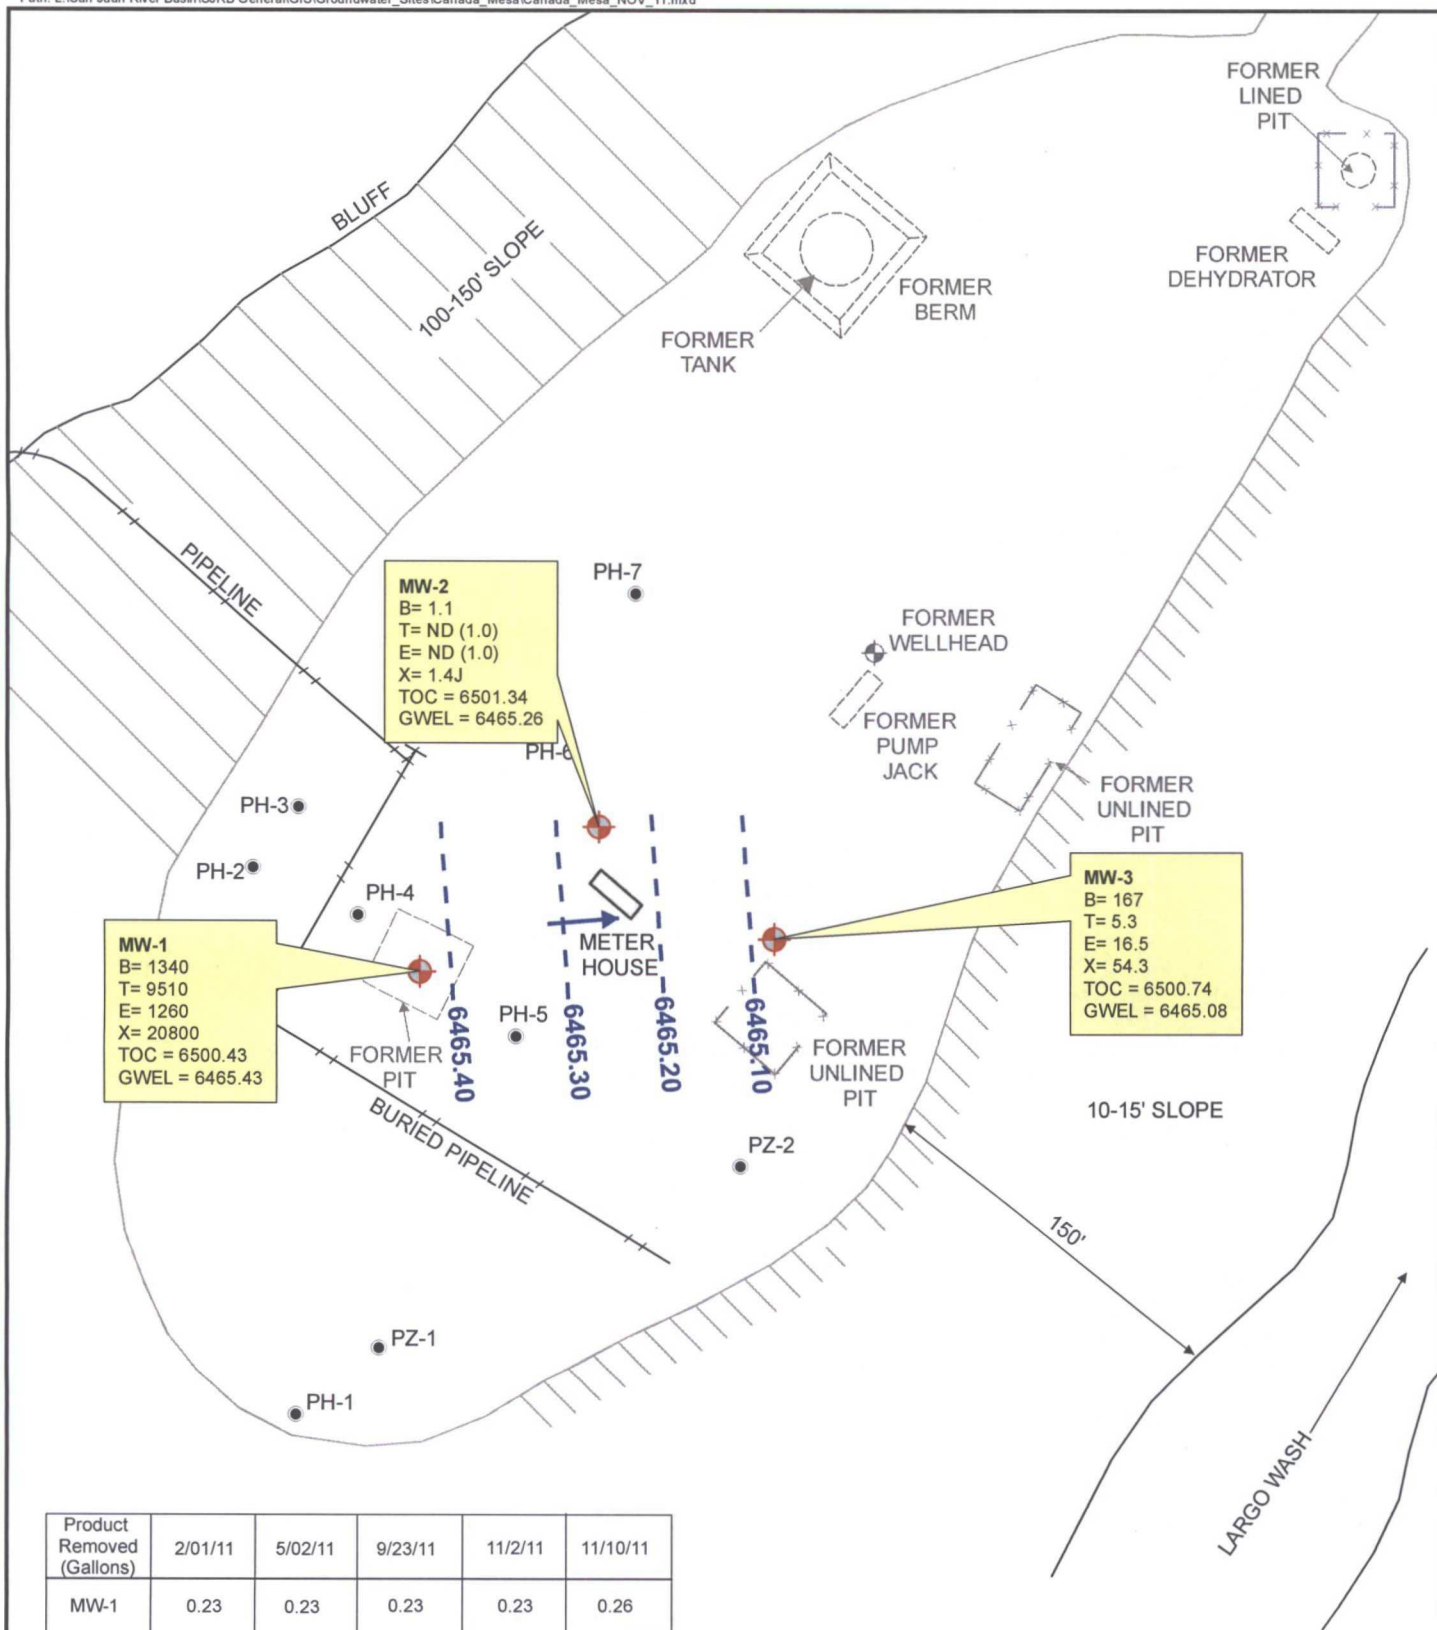 FORMER
LINED
PIT
BLUFF
100-150' SLOPE
FORMER
DEHYDRATOR
FORMER
BERM
FORMER
TANK
PIPELINE
PH-7
MW-2
B= 1.1
T= ND (1.0)
E= ND (1.0)
X= 1.4J
TOC = 6501.34
GWEL = 6465.26
FORMER
WELLHEAD
PH-6
FORMER
PUMP
JACK
FORMER
UNLINED
PIT
PH-3
PH-2
PH-4
MW-3
B= 167
T= 5.3
E= 16.5
X= 54.3
TOC = 6500.74
GWEL = 6465.08
MW-1
B= 1340
T= 9510
E= 1260
X= 20800
TOC = 6500.43
GWEL = 6465.43
METER
HOUSE
PH-5
FORMER
PIT
6465.40
6465.30
6465.20
6465.10
FORMER
UNLINED
PIT
10-15' SLOPE
BURIED PIPELINE
PZ-2
150'
PZ-1
PH-1
LARGO WASH
Product
Removed
(Gallons)
2/01/11
5/02/11
9/23/11
11/2/11
11/10/11
MW-1
0.23
0.23
0.23
0.23
0.26